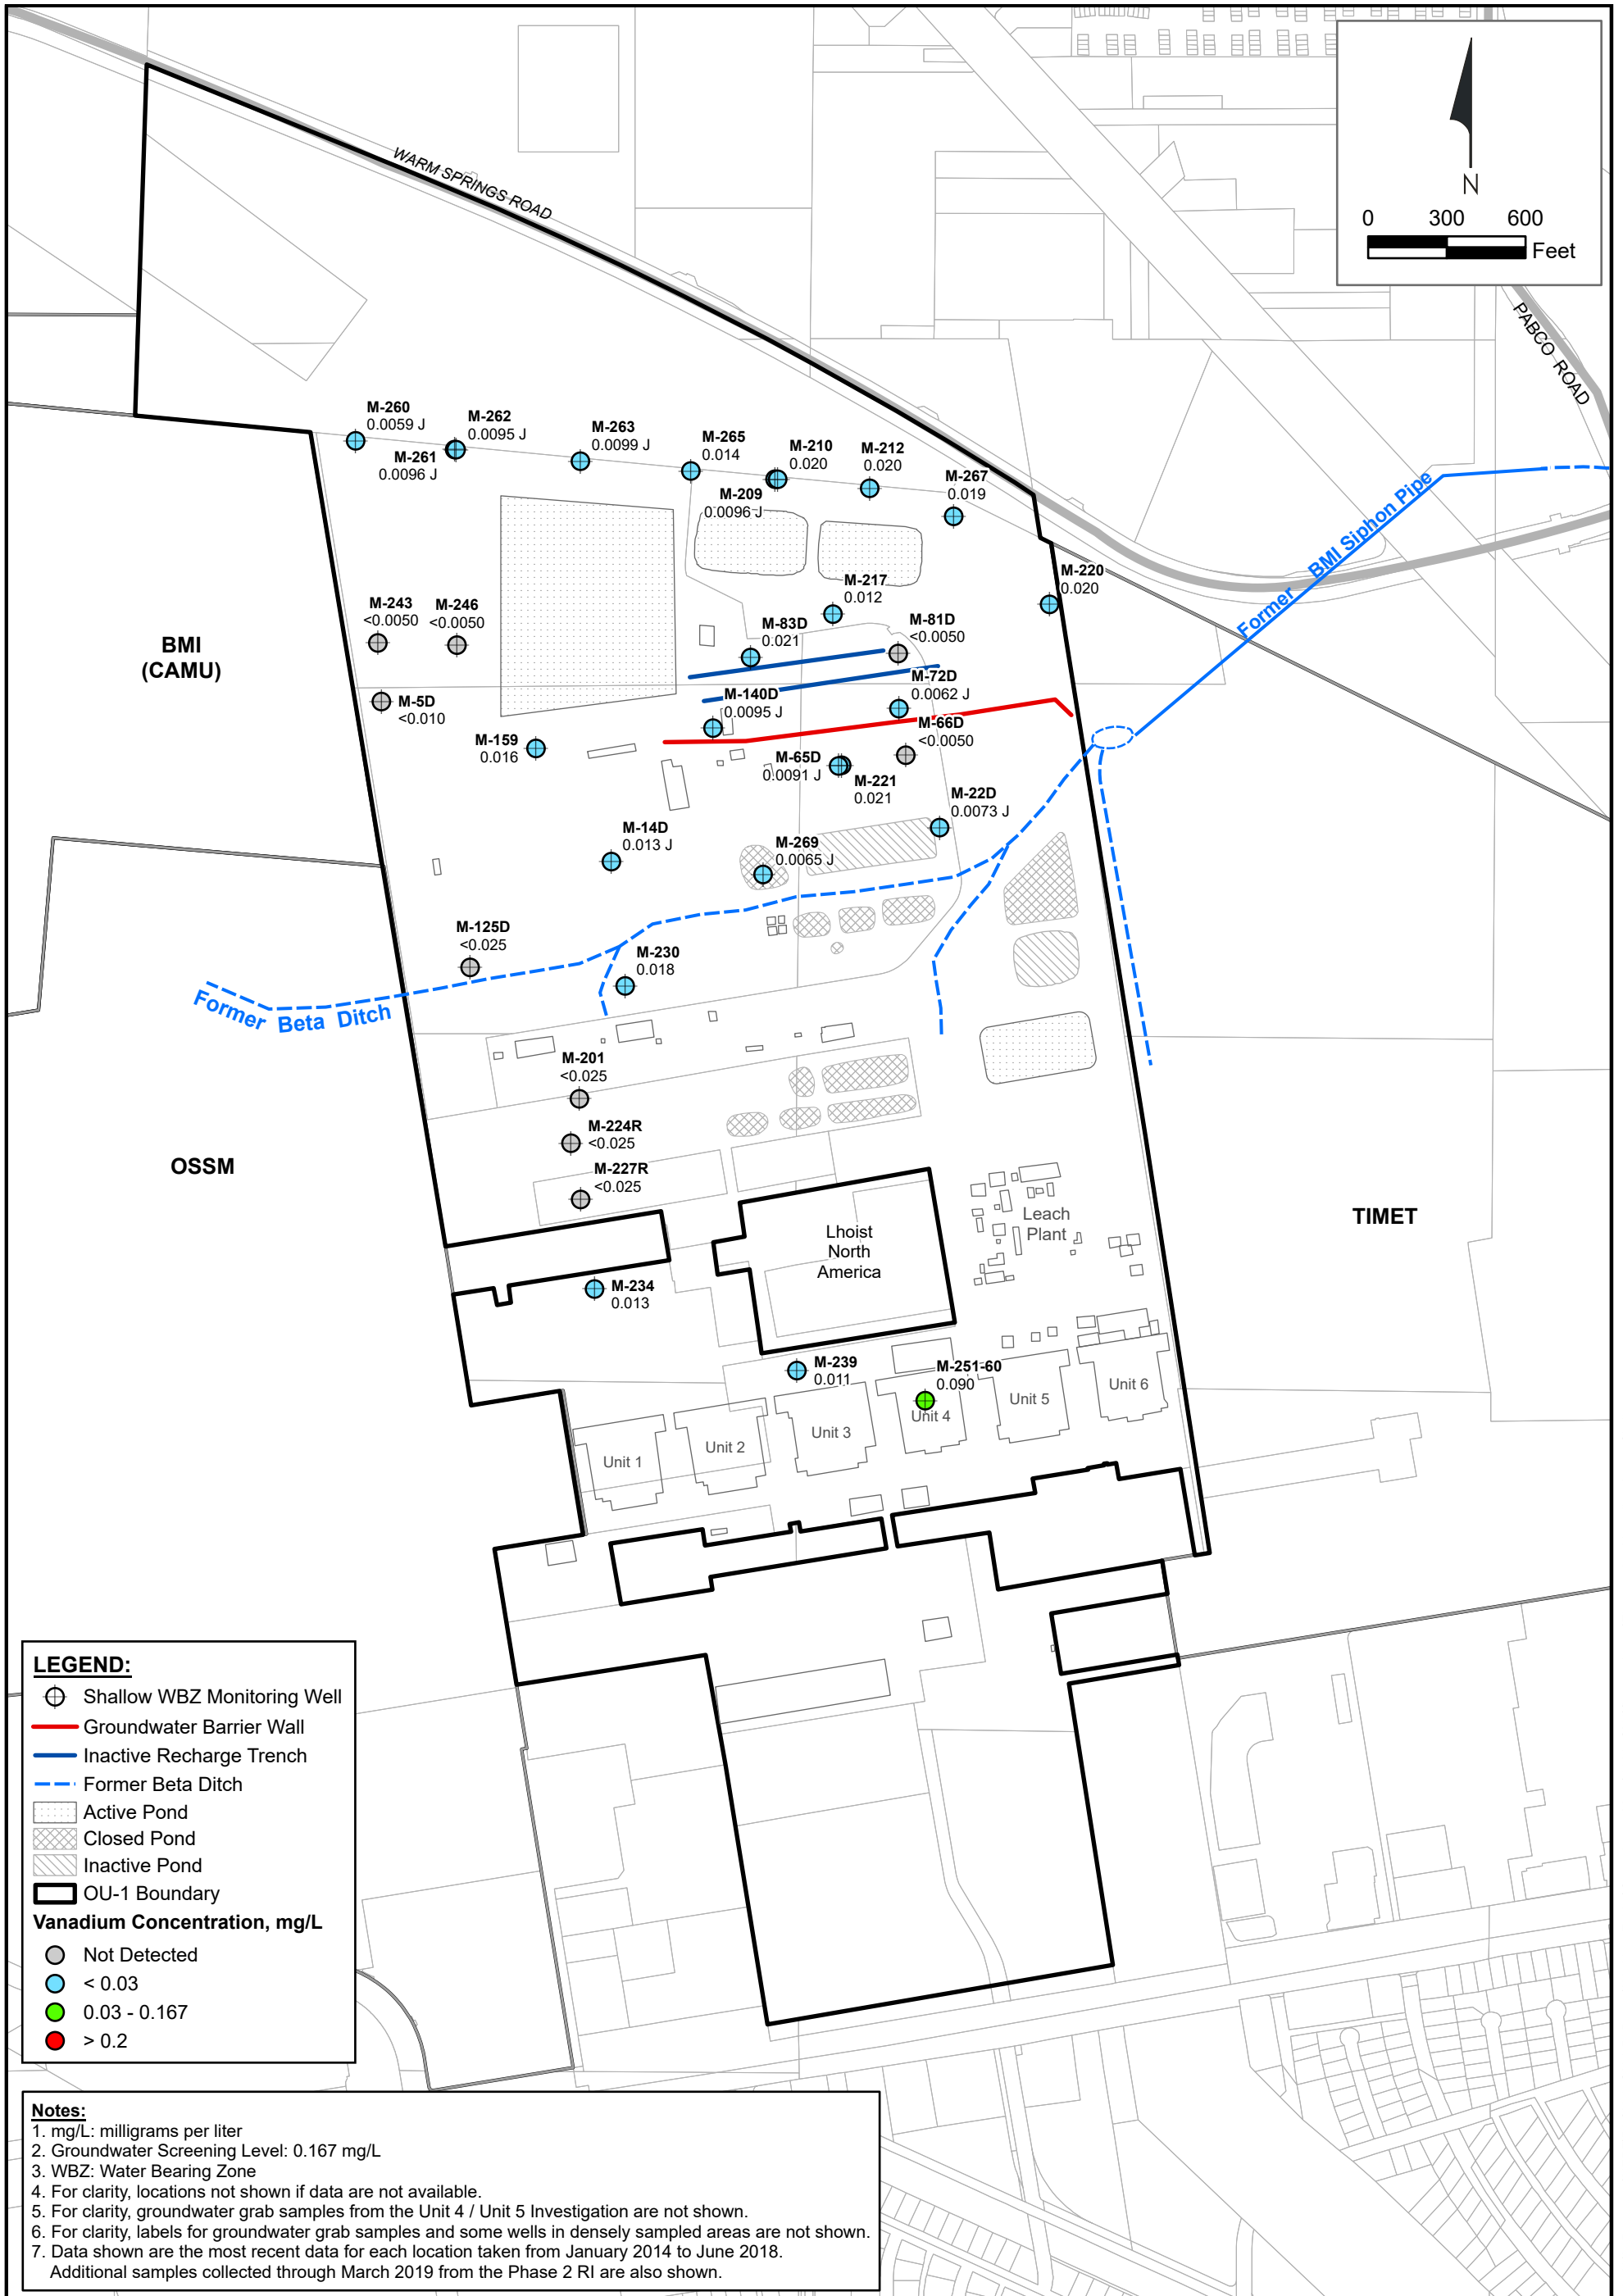 WARM SPRINGS ROAD
N
0 300 600
Feet
PABCO ROAD
M-260
0.0059 J
M-262
0.0095 J
M-261
0.0096 J
M-263
0.0099 J
M-265
0.014
M-210
0.020
M-209
0.0096 J
M-212
0.020
M-267
0.019
Former BMI Siphon Pipe
M-220
0.020
M-217
0.012
M-243
<0.0050
M-246
<0.0050
M-83D
0.021
M-81D
<0.0050
BMI
(CAMU)
M-5D
<0.010
M-72D
0.0062 J
M-140D
0.0095 J
M-66D
<0.0050
M-159
0.016
M-65D
0.0091 J
M-221
0.021
M-22D
0.0073 J
M-14D
0.013 J
M-269
0.0065 J
M-125D
<0.025
M-230
0.018
Former Beta Ditch
M-201
<0.025
M-224R
<0.025
M-227R
<0.025
OSSM
TIMET
Leach
Plant
Lhoist
North
America
M-234
0.013
M-239
0.011
M-251-60
0.090
Unit 1
Unit 2
Unit 3
Unit 4
Unit 5
Unit 6
LEGEND:
Shallow WBZ Monitoring Well
Groundwater Barrier Wall
Inactive Recharge Trench
Former Beta Ditch
Active Pond
Closed Pond
Inactive Pond
OU-1 Boundary
Vanadium Concentration, mg/L
Not Detected
< 0.03
0.03 - 0.167
> 0.2
Notes:
1. mg/L: milligrams per liter
2. Groundwater Screening Level: 0.167 mg/L
3. WBZ: Water Bearing Zone
4. For clarity, locations not shown if data are not available.
5. For clarity, groundwater grab samples from the Unit 4 / Unit 5 Investigation are not shown.
6. For clarity, labels for groundwater grab samples and some wells in densely sampled areas are not shown.
7. Data shown are the most recent data for each location taken from January 2014 to June 2018.
Additional samples collected through March 2019 from the Phase 2 RI are also shown.